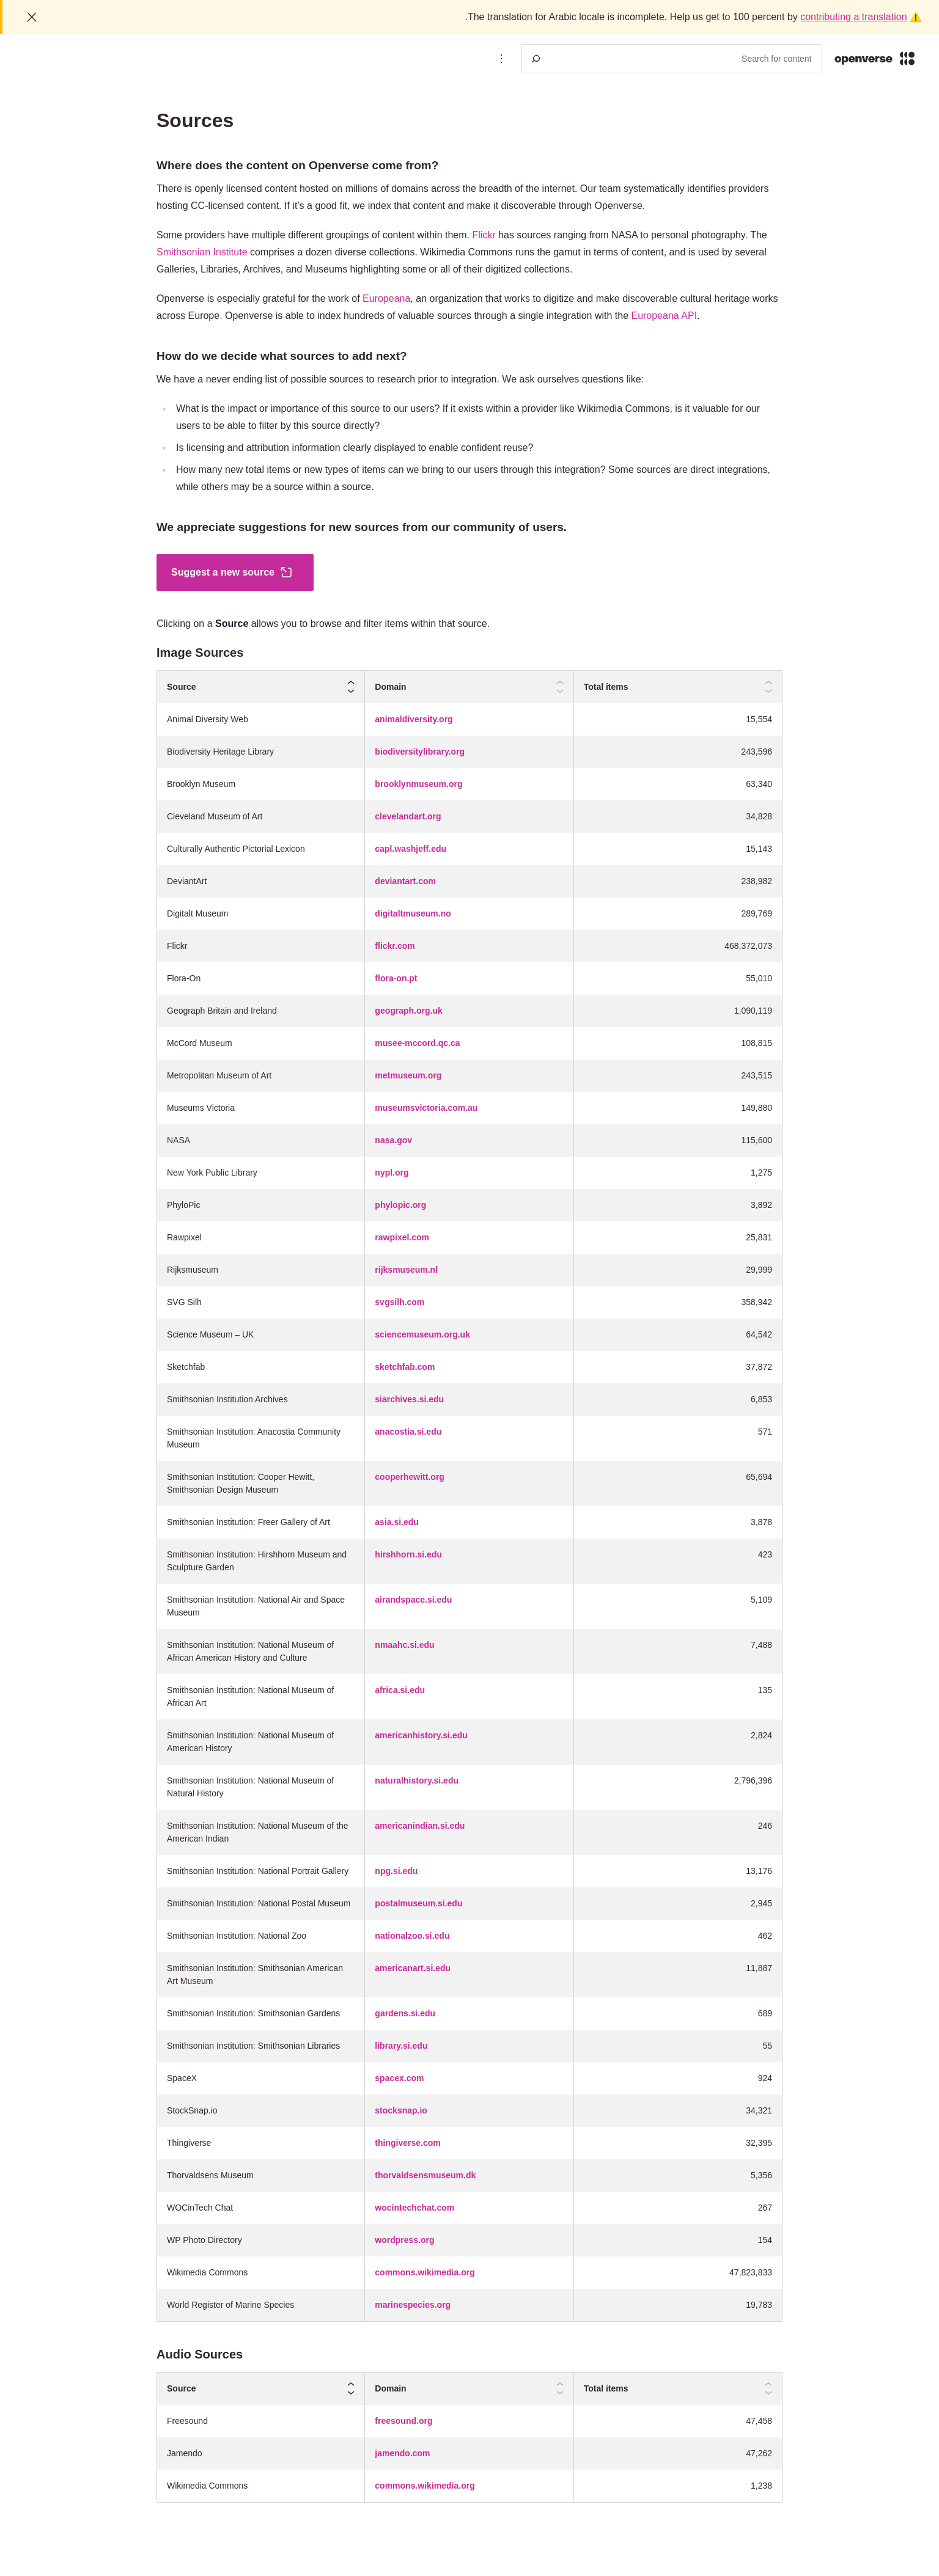 .The translation for Arabic locale is incomplete. Help us get to 100 percent by contributing a translation ⚠️
Search for content
openverse
Sources
Where does the content on Openverse come from?
There is openly licensed content hosted on millions of domains across the breadth of the internet. Our team systematically identifies providers
hosting CC-licensed content. If it's a good fit, we index that content and make it discoverable through Openverse.
Some providers have multiple different groupings of content within them. Flickr has sources ranging from NASA to personal photography. The
Smithsonian Institute comprises a dozen diverse collections. Wikimedia Commons runs the gamut in terms of content, and is used by several
Galleries, Libraries, Archives, and Museums highlighting some or all of their digitized collections.
Openverse is especially grateful for the work of Europeana, an organization that works to digitize and make discoverable cultural heritage works
across Europe. Openverse is able to index hundreds of valuable sources through a single integration with the Europeana API.
How do we decide what sources to add next?
We have a never ending list of possible sources to research prior to integration. We ask ourselves questions like:
What is the impact or importance of this source to our users? If it exists within a provider like Wikimedia Commons, is it valuable for our
users to be able to filter by this source directly?
Is licensing and attribution information clearly displayed to enable confident reuse?
How many new total items or new types of items can we bring to our users through this integration? Some sources are direct integrations,
while others may be a source within a source.
We appreciate suggestions for new sources from our community of users.
Suggest a new source
Clicking on a Source allows you to browse and filter items within that source.
Image Sources
Source Domain Total items
Animal Diversity Web animaldiversity.org 15,554
Biodiversity Heritage Library biodiversitylibrary.org 243,596
Brooklyn Museum brooklynmuseum.org 63,340
Cleveland Museum of Art clevelandart.org 34,828
Culturally Authentic Pictorial Lexicon capl.washjeff.edu 15,143
DeviantArt deviantart.com 238,982
Digitalt Museum digitaltmuseum.no 289,769
Flickr flickr.com 468,372,073
Flora-On flora-on.pt 55,010
Geograph Britain and Ireland geograph.org.uk 1,090,119
McCord Museum musee-mccord.qc.ca 108,815
Metropolitan Museum of Art metmuseum.org 243,515
Museums Victoria museumsvictoria.com.au 149,880
NASA nasa.gov 115,600
New York Public Library nypl.org 1,275
PhyloPic phylopic.org 3,892
Rawpixel rawpixel.com 25,831
Rijksmuseum rijksmuseum.nl 29,999
SVG Silh svgsilh.com 358,942
Science Museum – UK sciencemuseum.org.uk 64,542
Sketchfab sketchfab.com 37,872
Smithsonian Institution Archives siarchives.si.edu 6,853
Smithsonian Institution: Anacostia Community anacostia.si.edu 571
Museum
Smithsonian Institution: Cooper Hewitt, cooperhewitt.org 65,694
Smithsonian Design Museum
Smithsonian Institution: Freer Gallery of Art asia.si.edu 3,878
Smithsonian Institution: Hirshhorn Museum and hirshhorn.si.edu 423
Sculpture Garden
Smithsonian Institution: National Air and Space airandspace.si.edu 5,109
Museum
Smithsonian Institution: National Museum of nmaahc.si.edu 7,488
African American History and Culture
Smithsonian Institution: National Museum of africa.si.edu 135
African Art
Smithsonian Institution: National Museum of americanhistory.si.edu 2,824
American History
Smithsonian Institution: National Museum of naturalhistory.si.edu 2,796,396
Natural History
Smithsonian Institution: National Museum of the americanindian.si.edu 246
American Indian
Smithsonian Institution: National Portrait Gallery npg.si.edu 13,176
Smithsonian Institution: National Postal Museum postalmuseum.si.edu 2,945
Smithsonian Institution: National Zoo nationalzoo.si.edu 462
Smithsonian Institution: Smithsonian American americanart.si.edu 11,887
Art Museum
Smithsonian Institution: Smithsonian Gardens gardens.si.edu 689
Smithsonian Institution: Smithsonian Libraries library.si.edu 55
SpaceX spacex.com 924
StockSnap.io stocksnap.io 34,321
Thingiverse thingiverse.com 32,395
Thorvaldsens Museum thorvaldsensmuseum.dk 5,356
WOCinTech Chat wocintechchat.com 267
WP Photo Directory wordpress.org 154
Wikimedia Commons commons.wikimedia.org 47,823,833
World Register of Marine Species marinespecies.org 19,783
Audio Sources
Source Domain Total items
Freesound freesound.org 47,458
Jamendo jamendo.com 47,262
Wikimedia Commons commons.wikimedia.org 1,238